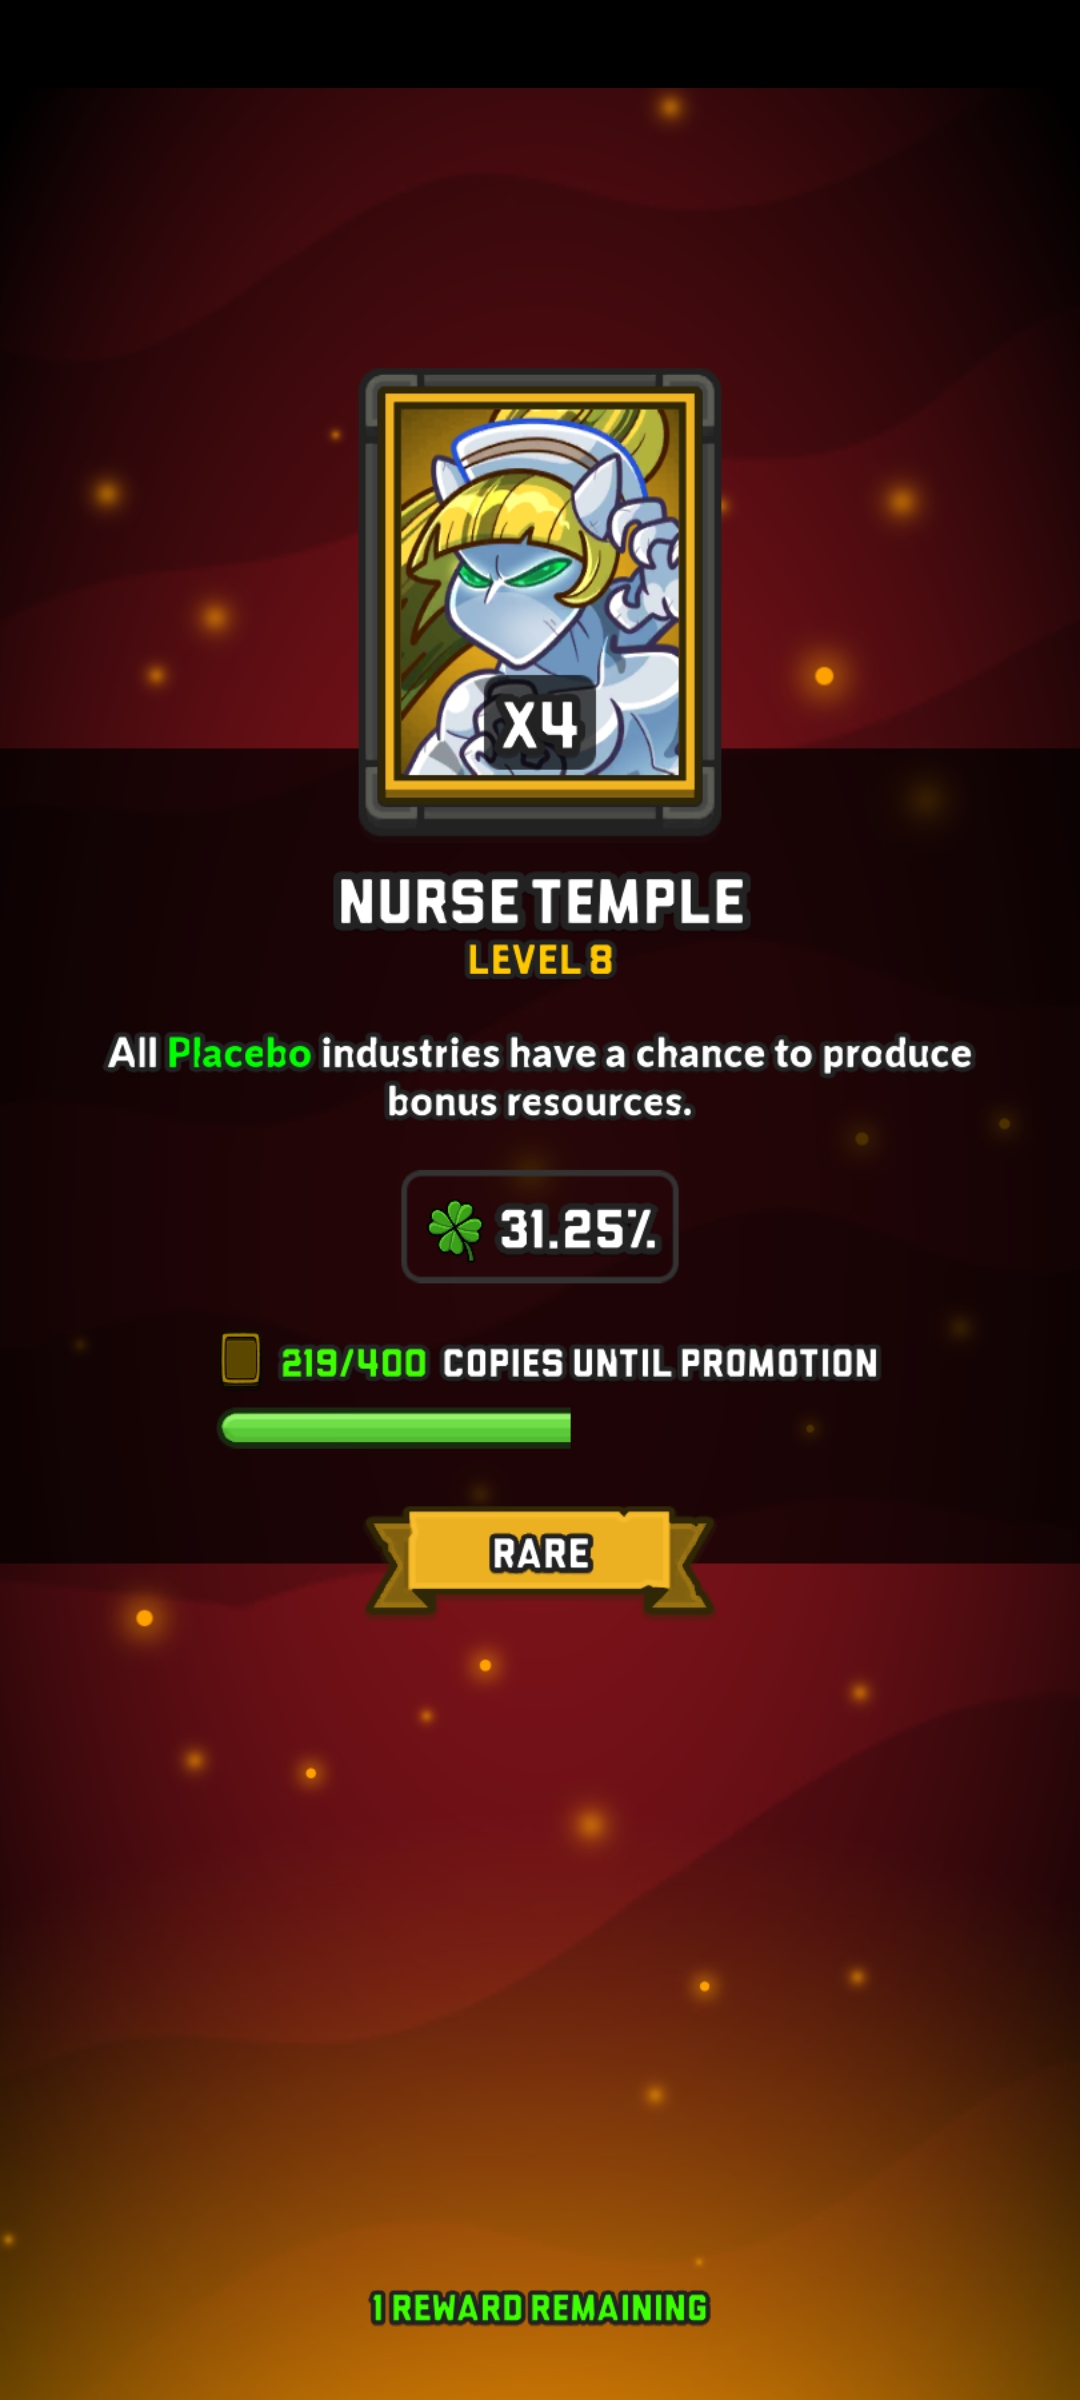 X4
NURSE TEMPLE
LEVEL 8
All Placebo industries have a chance to produce
bonus resources.
31.25%
219/400 COPIES UNTIL PROMOTION
RARE
1 REWARD REMAINING